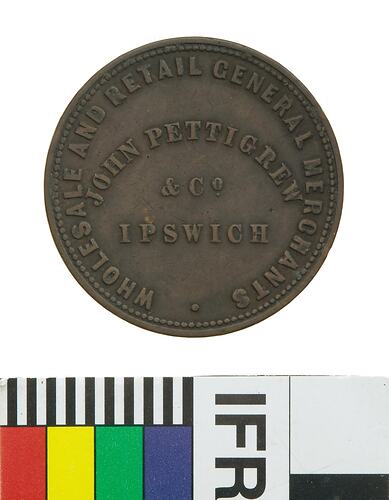 WHOLESALE AND RETAIL GENERAL MERCHANTS
JOHN PETTIGREW
& Cº
IPSWICH
IFR